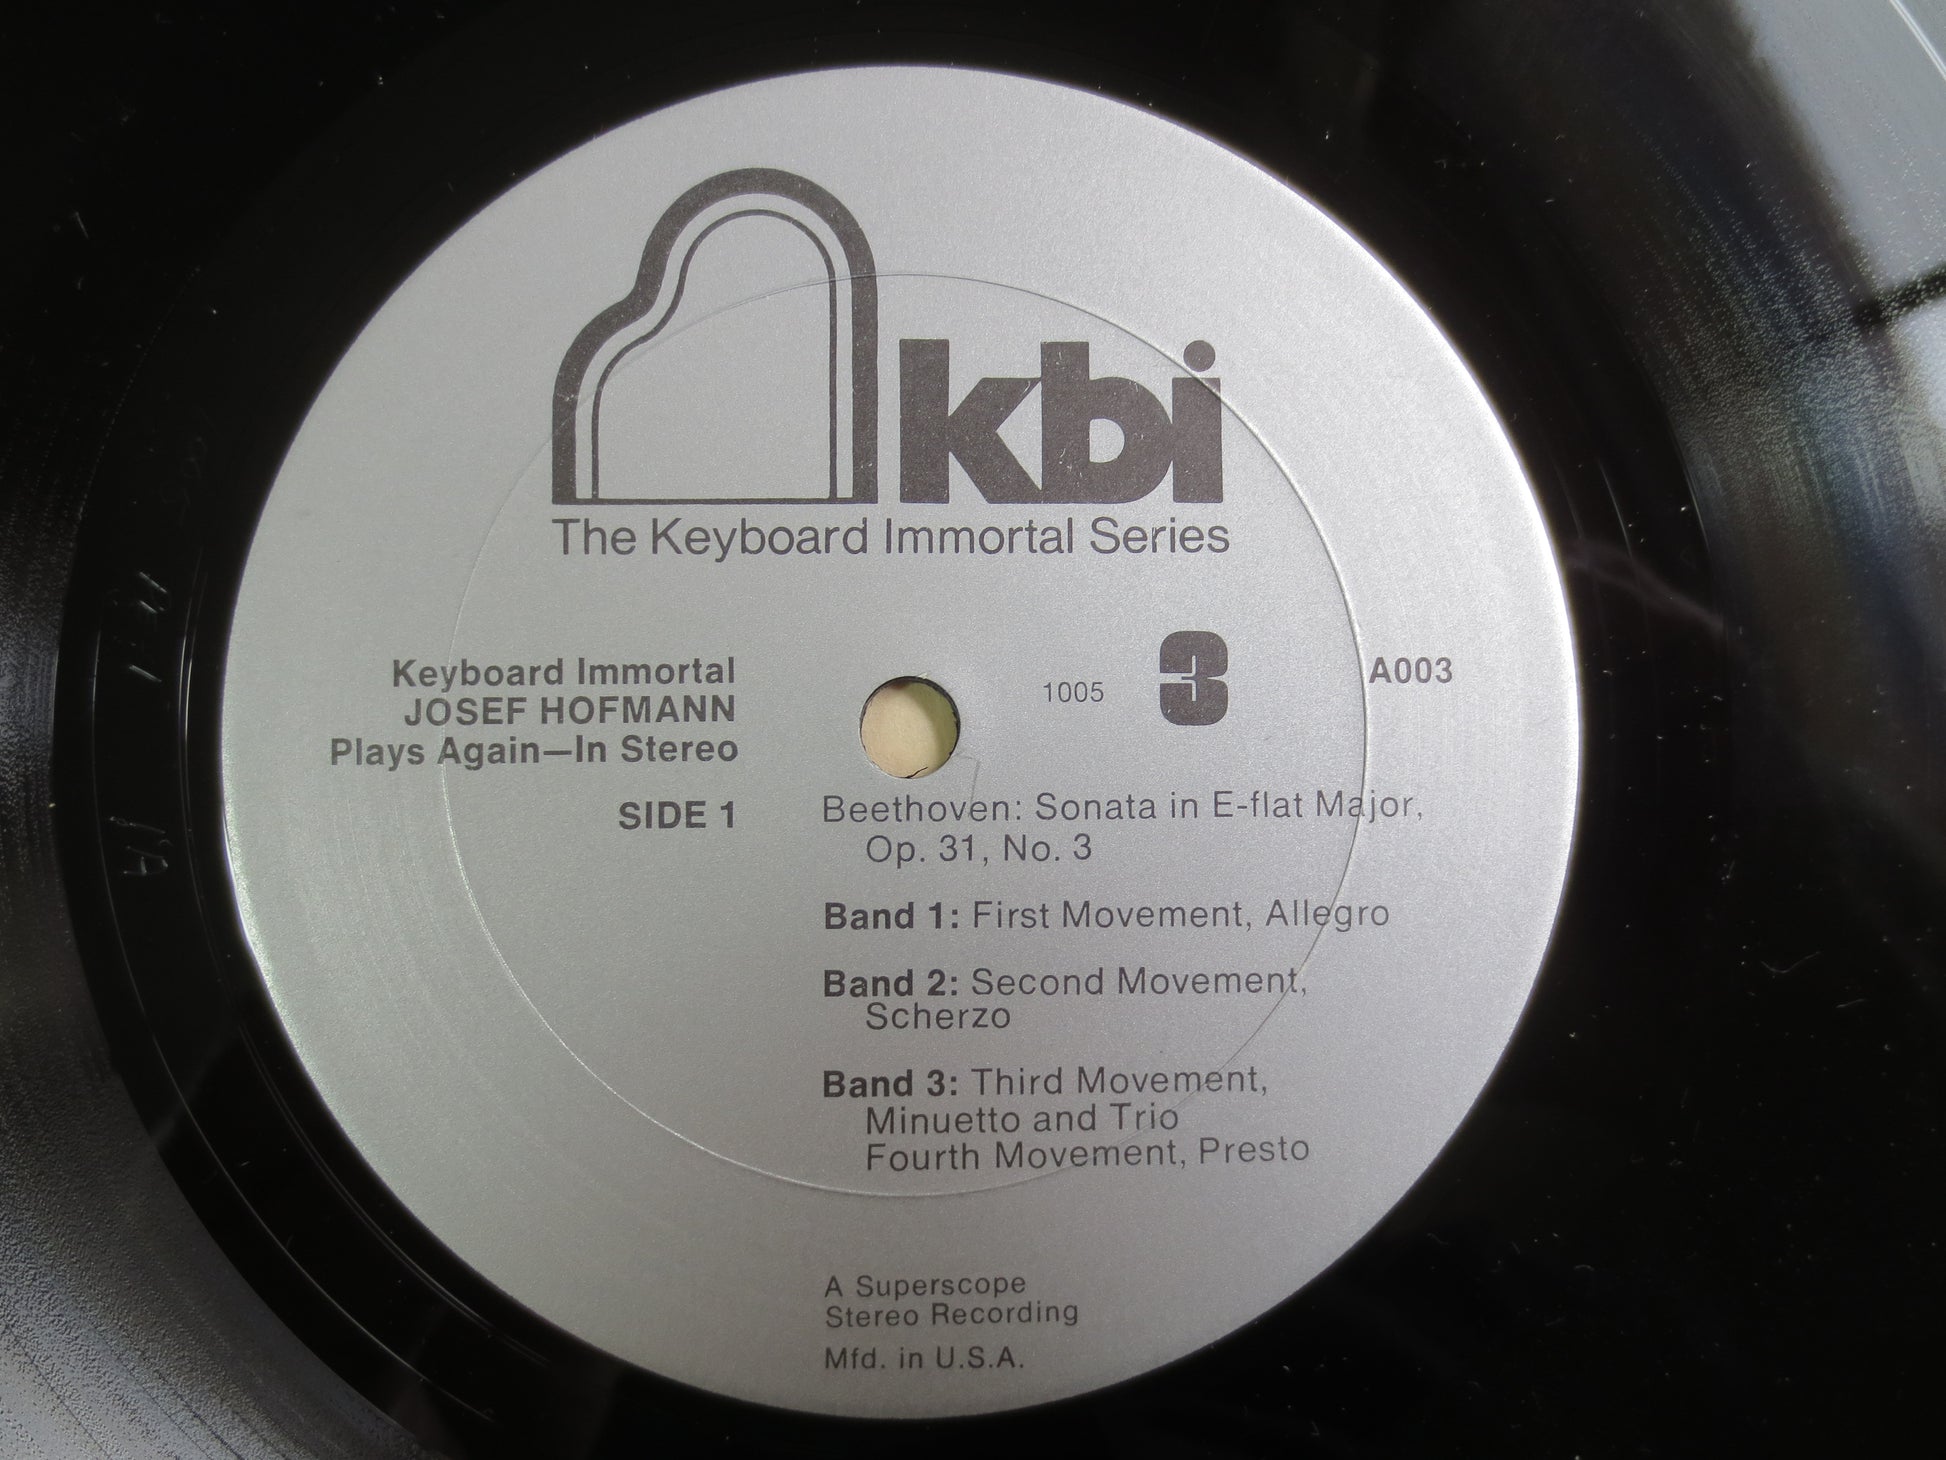 kbi
The Keyboard Immortal Series
Keyboard Immortal
JOSEF HOFMANN
Plays Again—In Stereo
SIDE 1
1005
3
A003
Beethoven: Sonata in E-flat Major,
Op. 31, No. 3
Band 1: First Movement, Allegro
Band 2: Second Movement,
Scherzo
Band 3: Third Movement,
Minuetto and Trio
Fourth Movement, Presto
A Superscope
Stereo Recording
Mfd. in U.S.A.